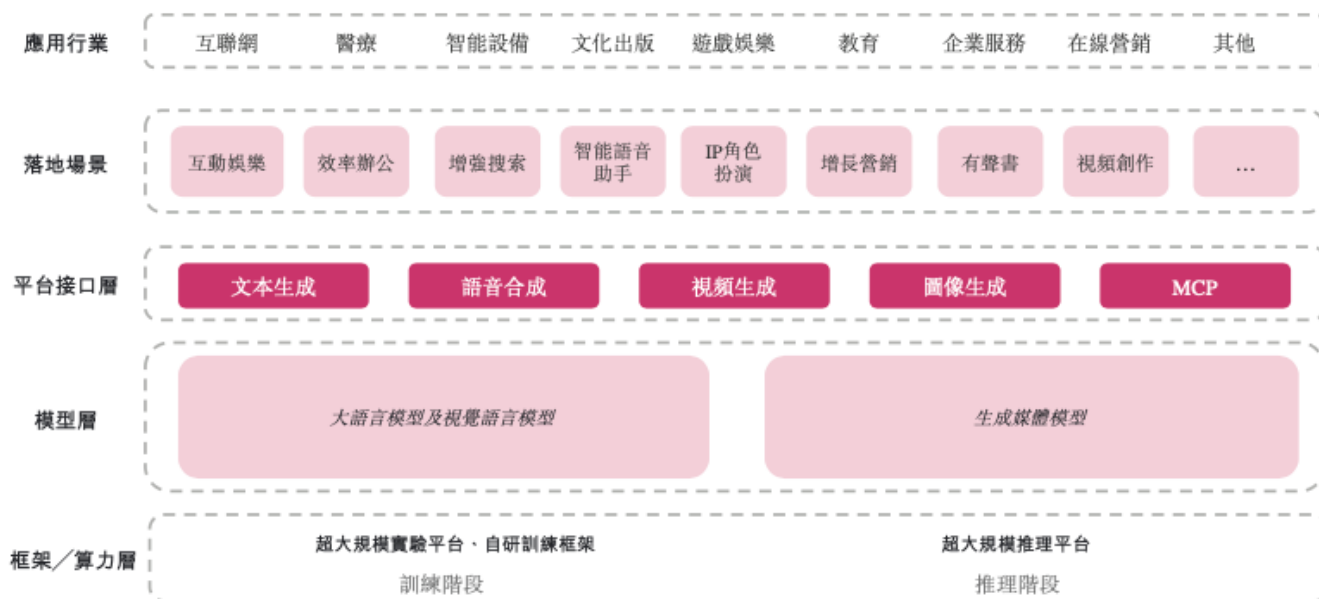 應用行業
互聯網 醫療 智能設備 文化出版 遊戲娛樂 教育 企業服務 在線營銷 其他
落地場景
互動娛樂
效率辦公
增強搜索
智能語音
助手
IP角色
扮演
增長營銷
有聲書
視頻創作
...
平台接口層
文本生成 語音合成 視頻生成 圖像生成 MCP
模型層
大語言模型及視覺語言模型
生成媒體模型
框架／算力層
超大規模實驗平台、自研訓練框架
訓練階段
超大規模推理平台
推理階段